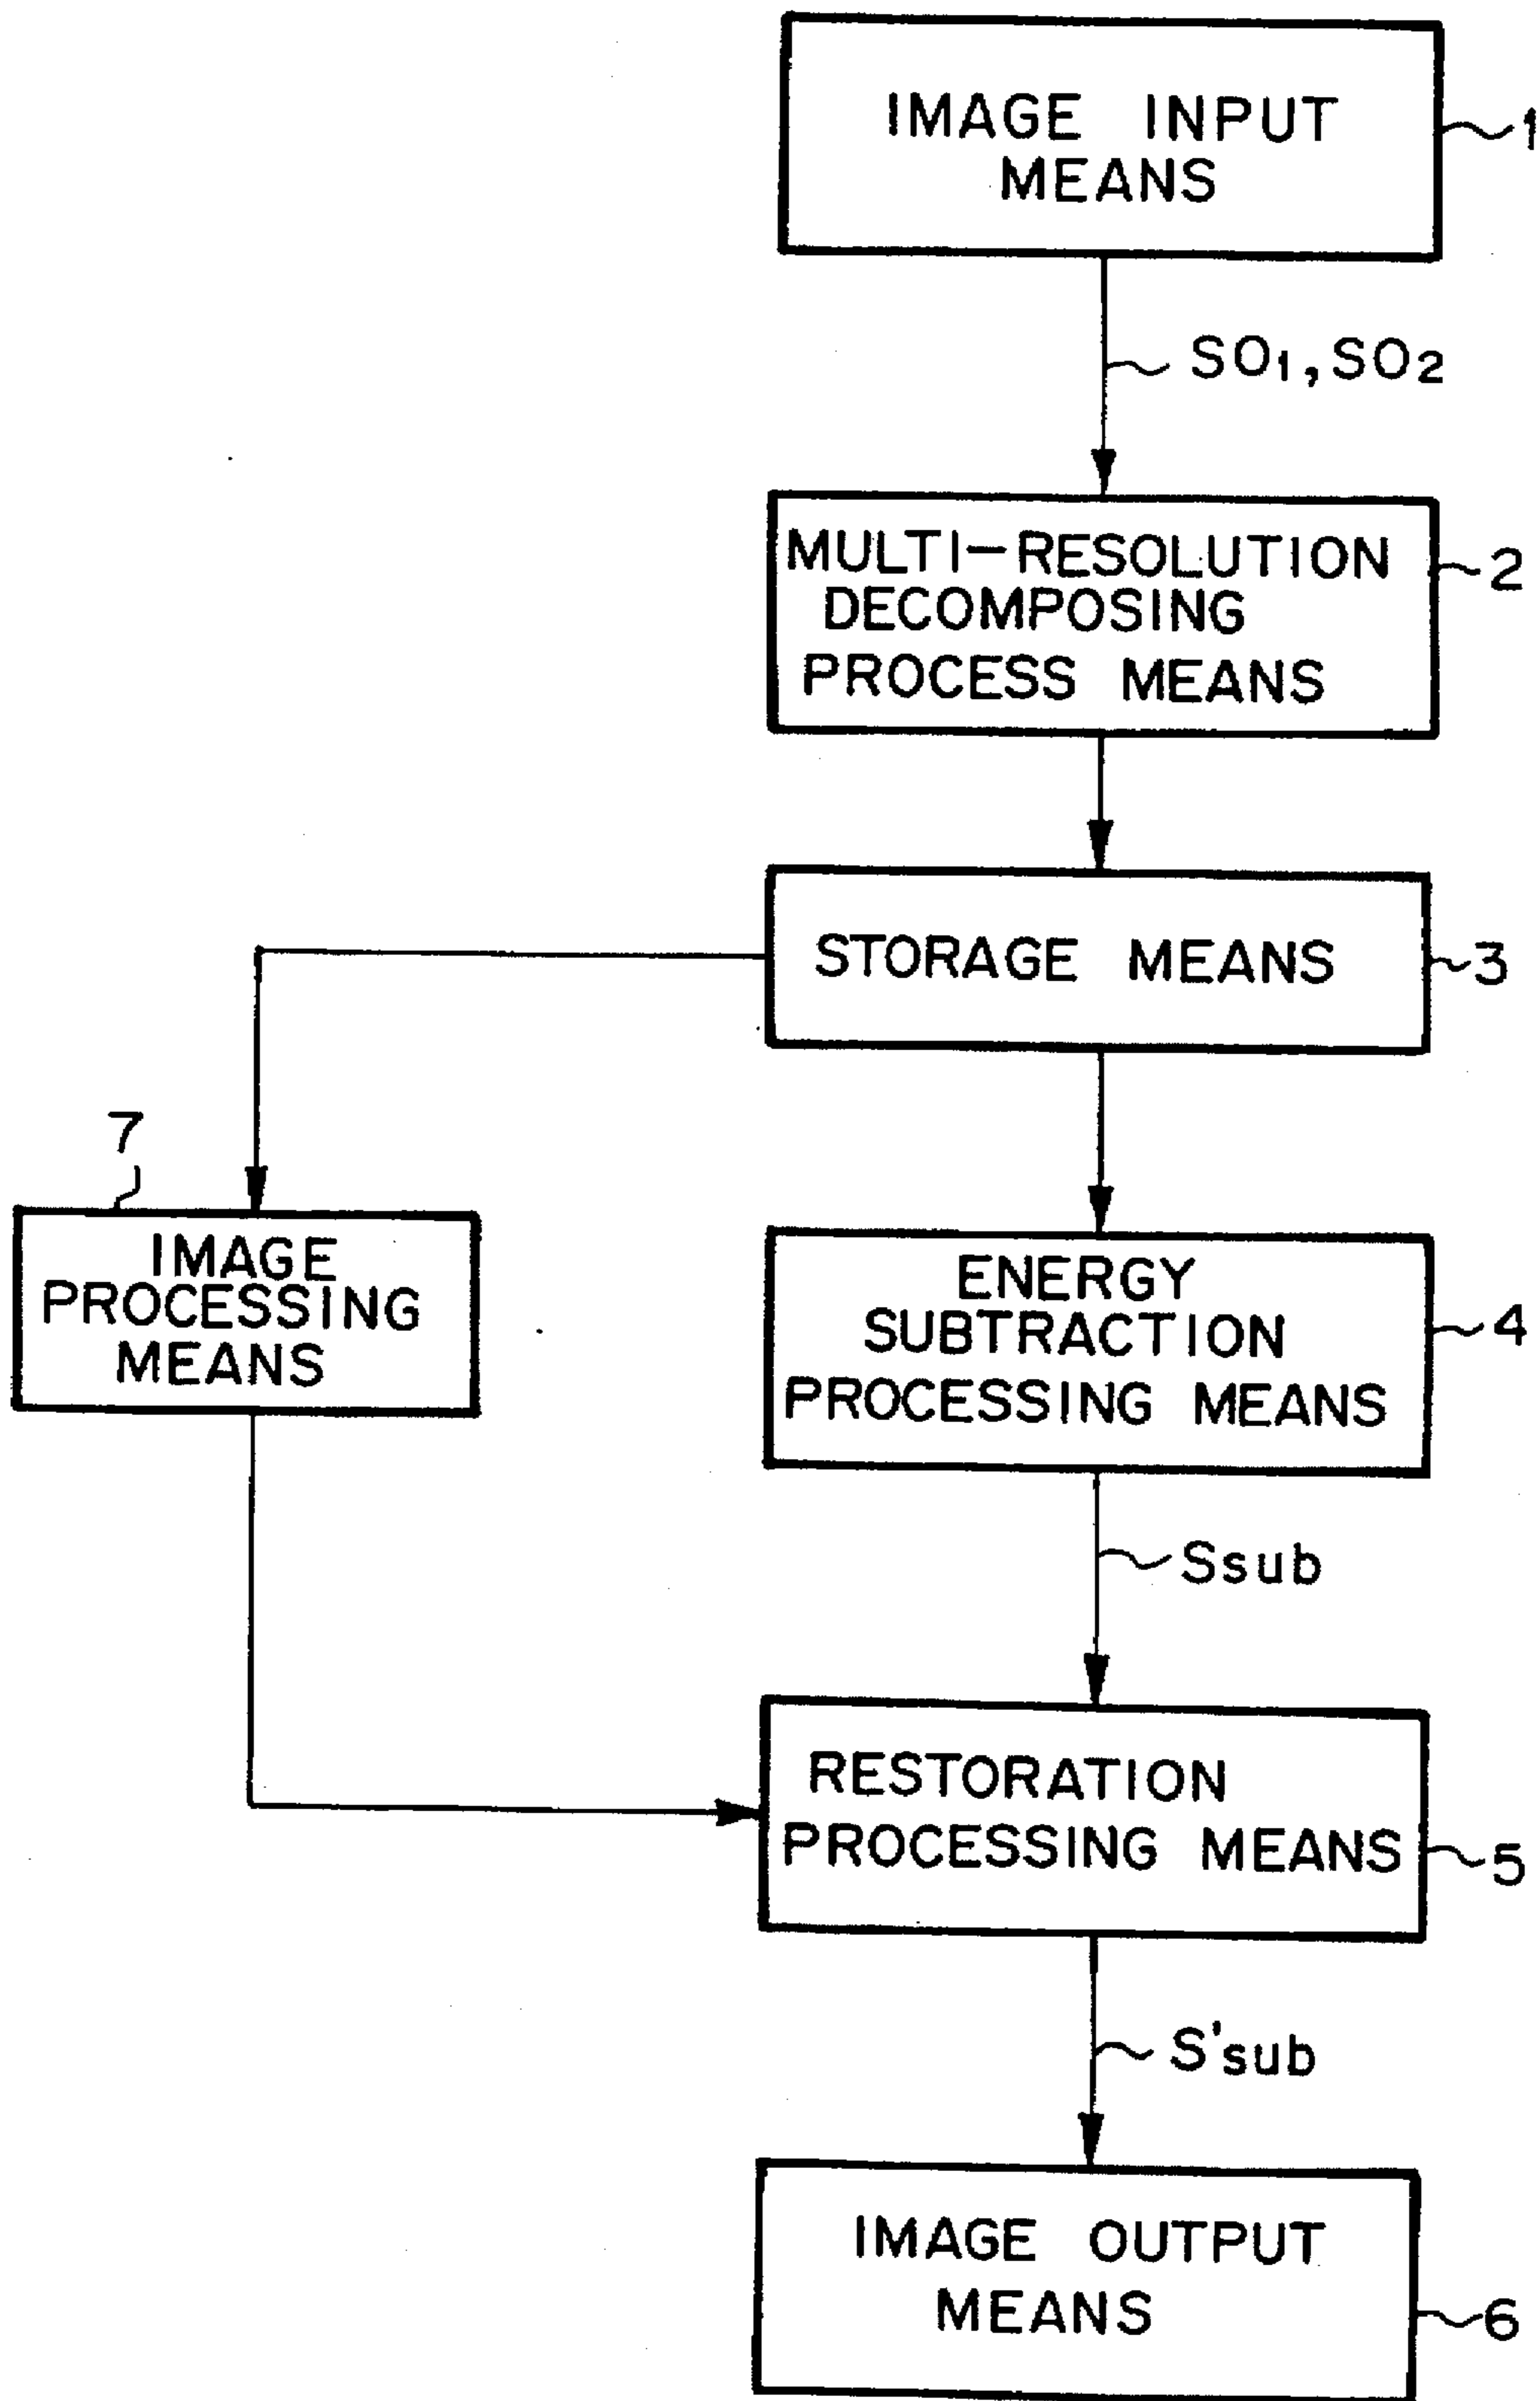 IMAGE INPUT
MEANS
1
SO1, SO2
MULTI-RESOLUTION
DECOMPOSING
PROCESS MEANS
2
STORAGE MEANS
3
7
IMAGE
PROCESSING
MEANS
ENERGY
SUBTRACTION
PROCESSING MEANS
4
Ssub
RESTORATION
PROCESSING MEANS
5
S'sub
IMAGE OUTPUT
MEANS
6